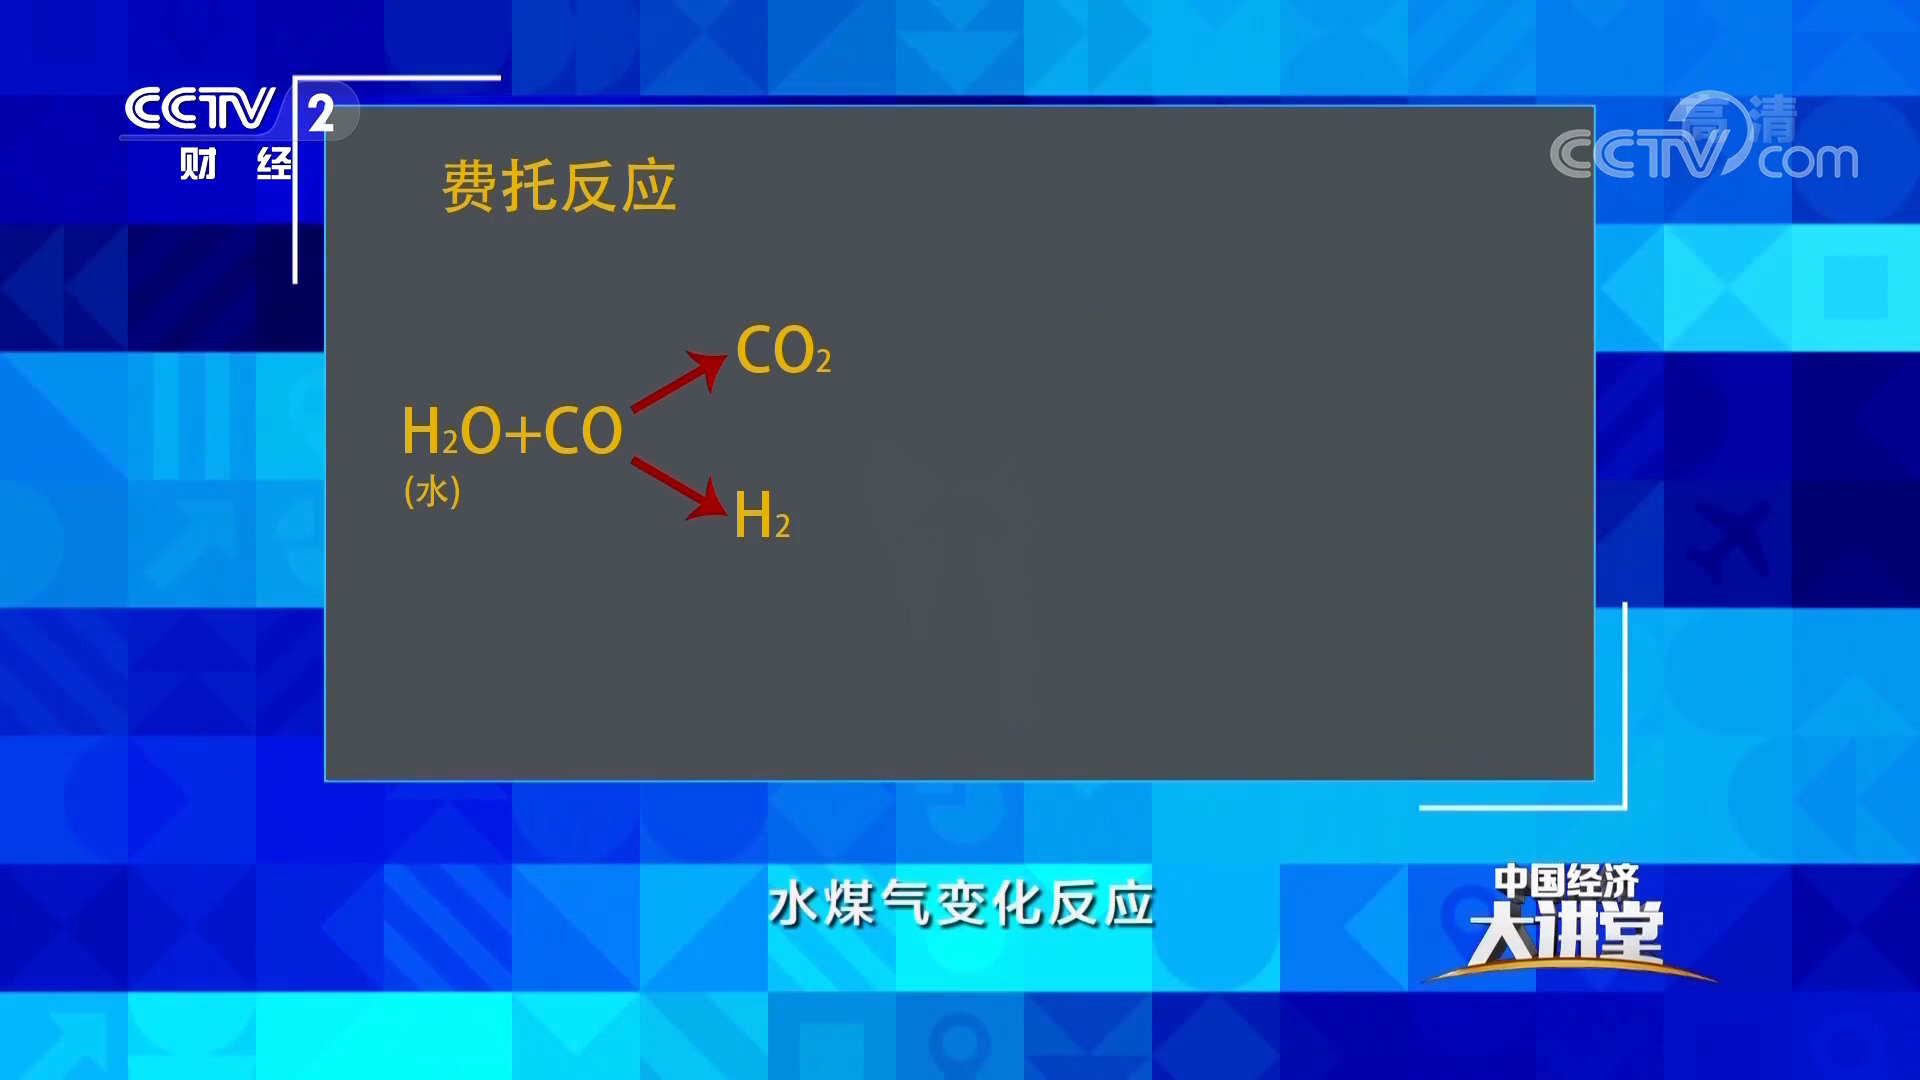 CCTV 2
财 经
高清
CCTV.com
费托反应
CO2
H2O+CO
(水)
H2
水煤气变化反应
中国经济
大讲堂